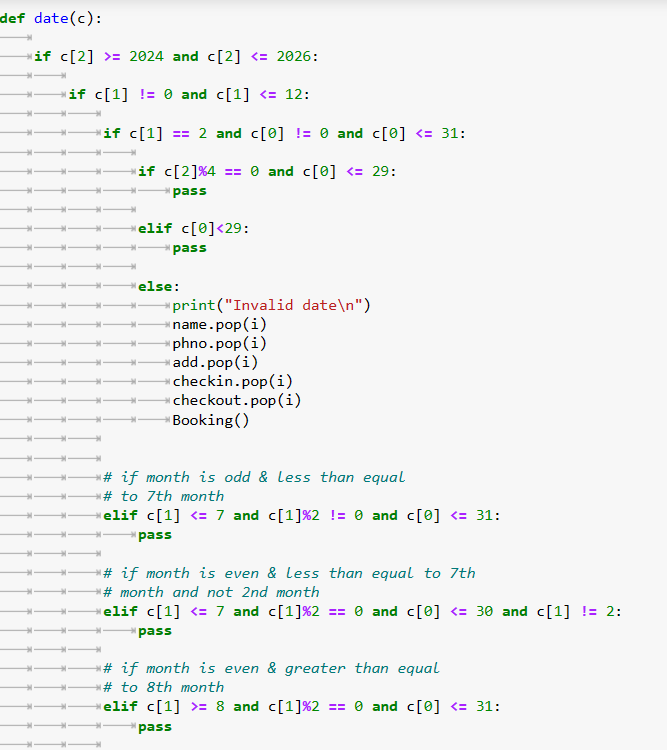 def date(c):
if c[2] >= 2024 and c[2] <= 2026:
if c[1] != 0 and c[1] <= 12:
if c[1] == 2 and c[0] != 0 and c[0] <= 31:
if c[2]%4 == 0 and c[0] <= 29:
pass
elif c[0]<29:
pass
else:
print("Invalid date\n")
name.pop(i)
phno.pop(i)
add.pop(i)
checkin.pop(i)
checkout.pop(i)
Booking()
# if month is odd & less than equal
# to 7th month
elif c[1] <= 7 and c[1]%2 != 0 and c[0] <= 31:
pass
# if month is even & less than equal to 7th
# month and not 2nd month
elif c[1] <= 7 and c[1]%2 == 0 and c[0] <= 30 and c[1] != 2:
pass
# if month is even & greater than equal
# to 8th month
elif c[1] >= 8 and c[1]%2 == 0 and c[0] <= 31:
pass